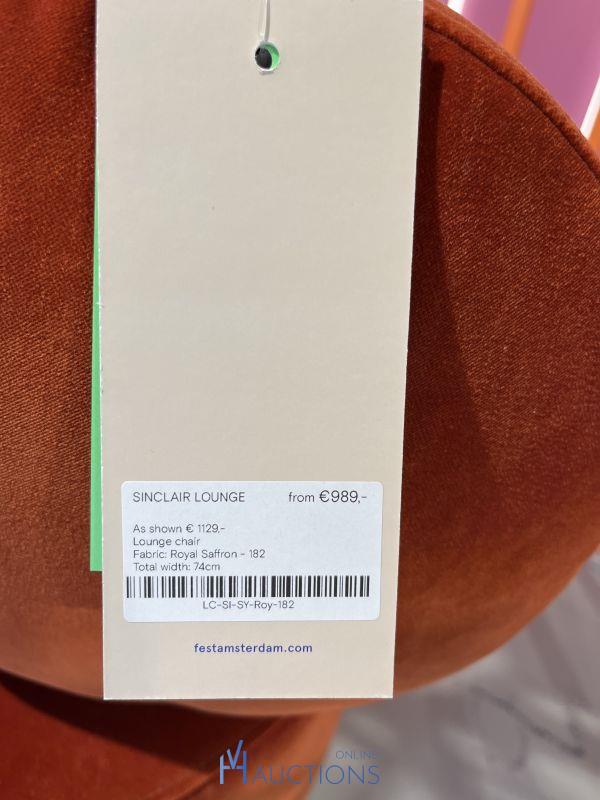 SINCLAIR LOUNGE from €989,-
As shown € 1129,-
Lounge chair
Fabric: Royal Saffron - 182
Total width: 74cm
LC-SI-SY-Roy-182
festamsterdam.com
ONLINE
VH AUCTIONS